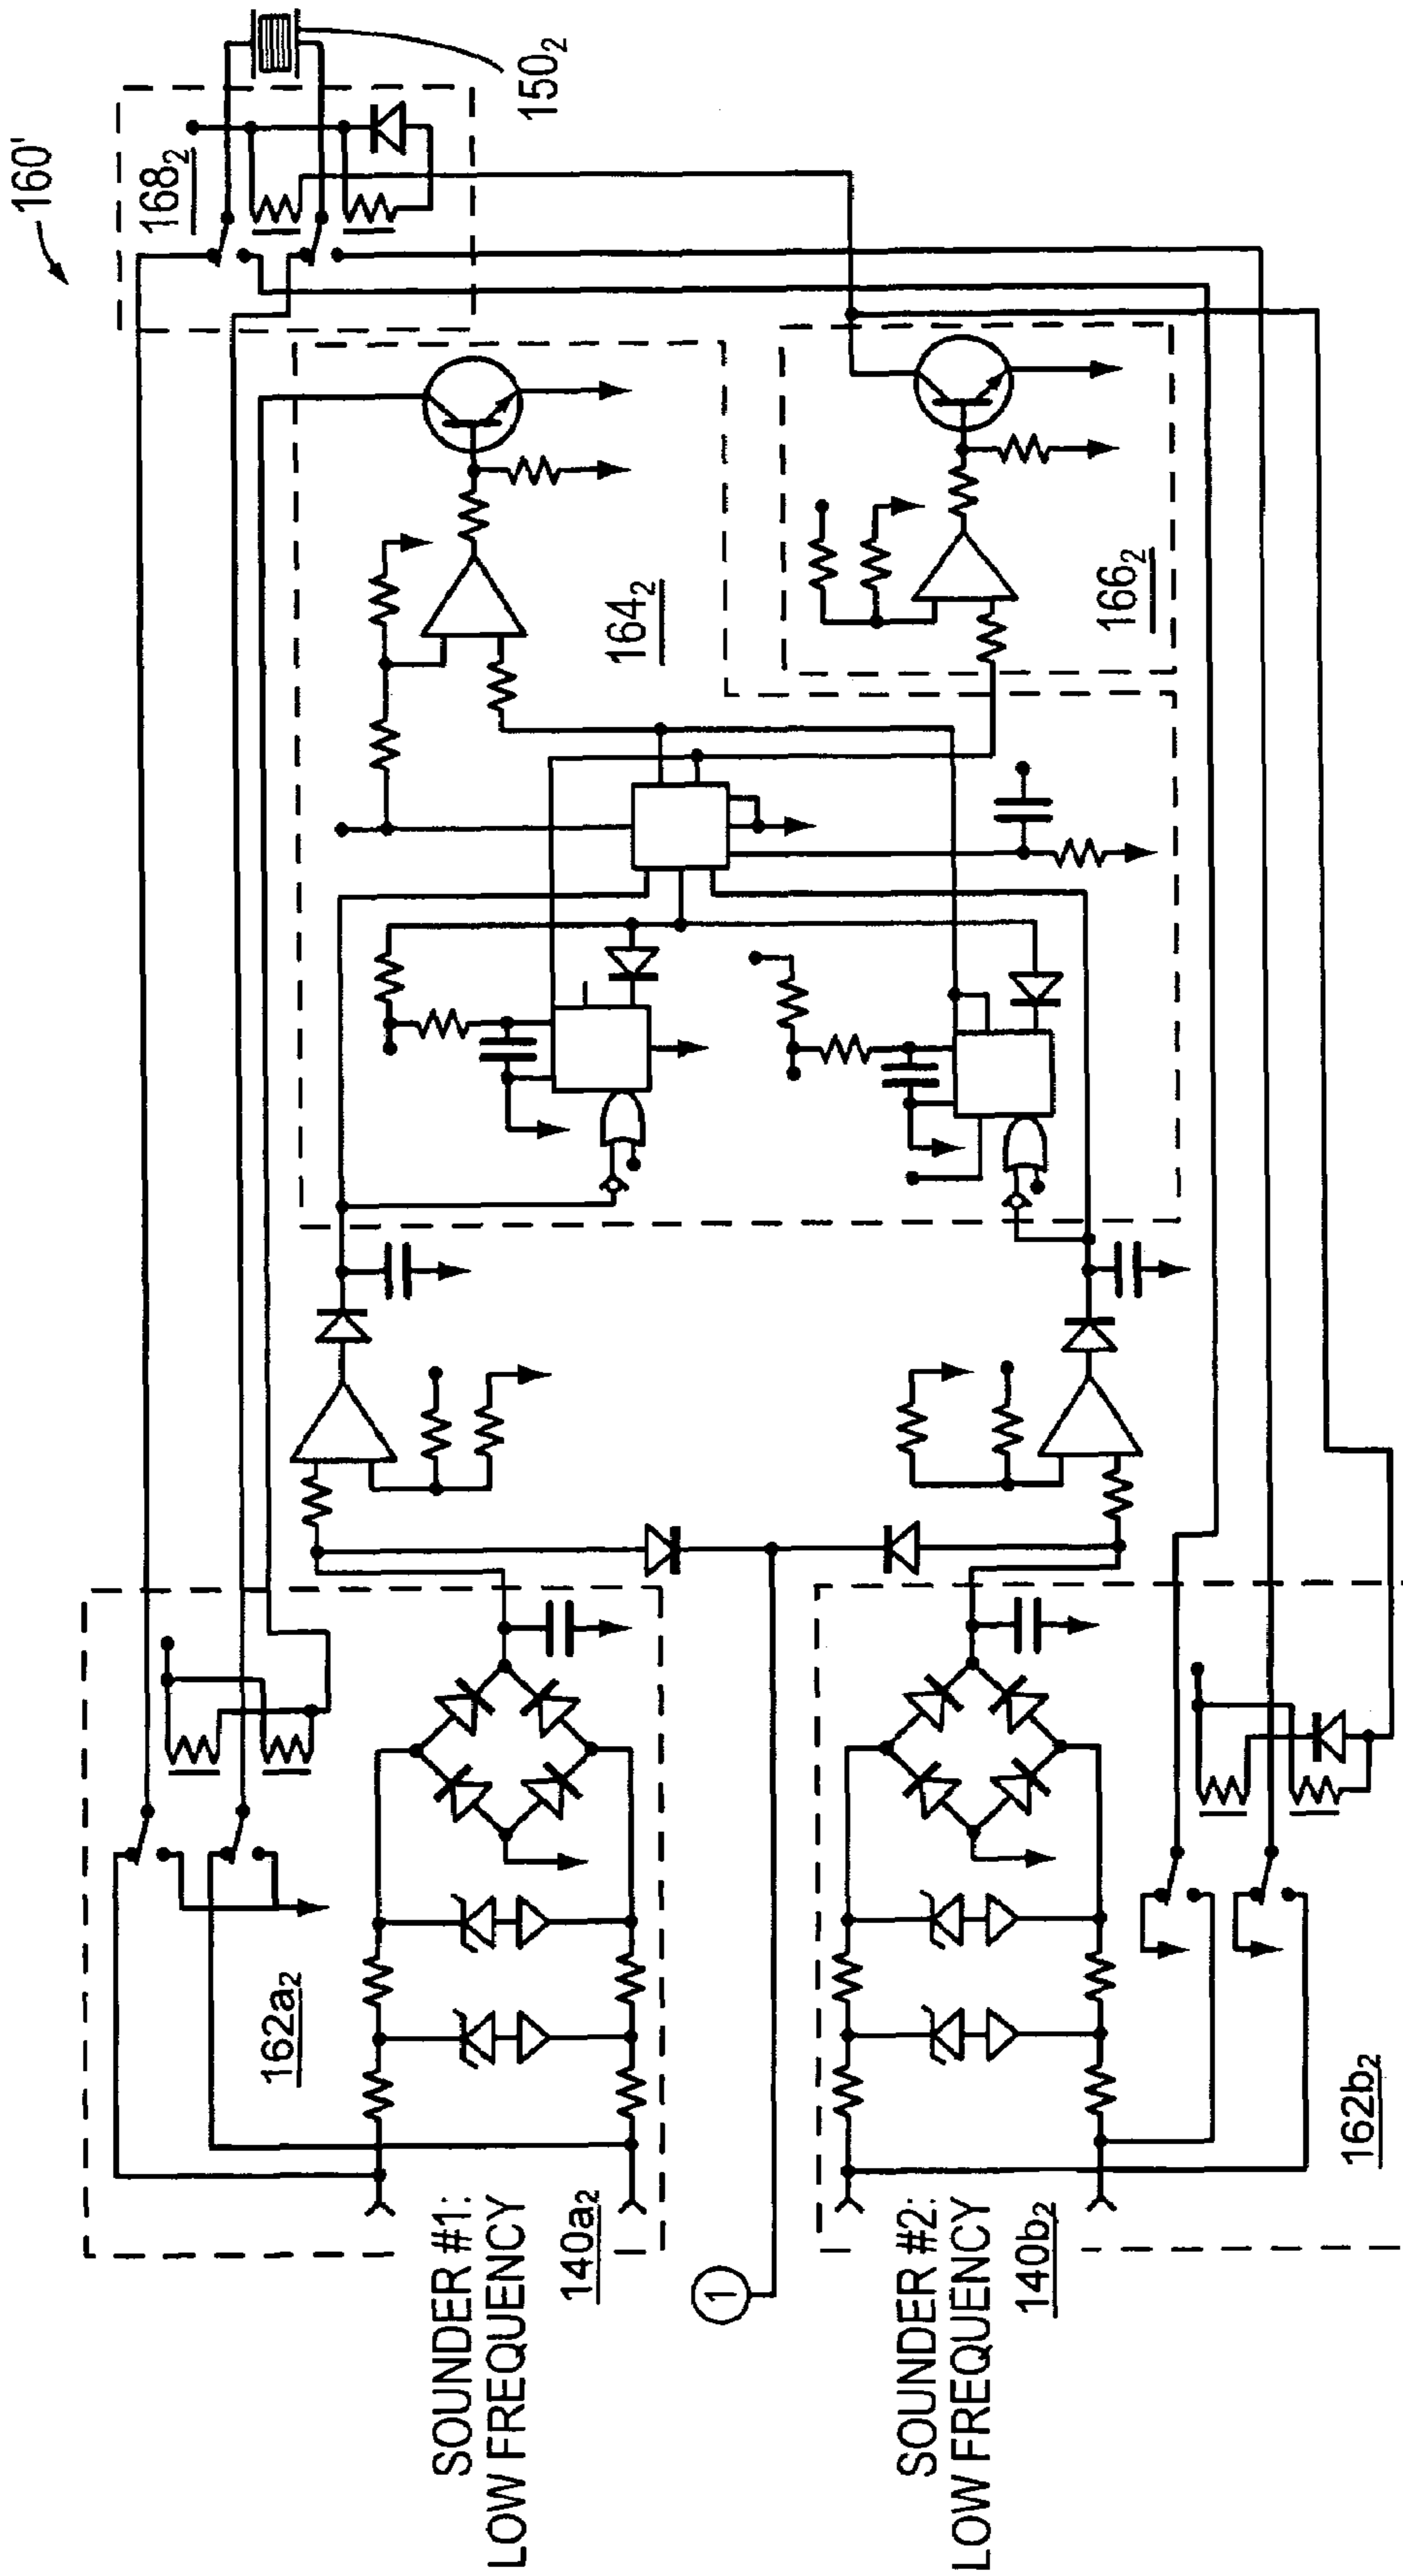 160'
168₂
150₂
164₂
166₂
162a₂
SOUNDER #1:
LOW FREQUENCY
140a₂
1
SOUNDER #2:
LOW FREQUENCY
140b₂
162b₂